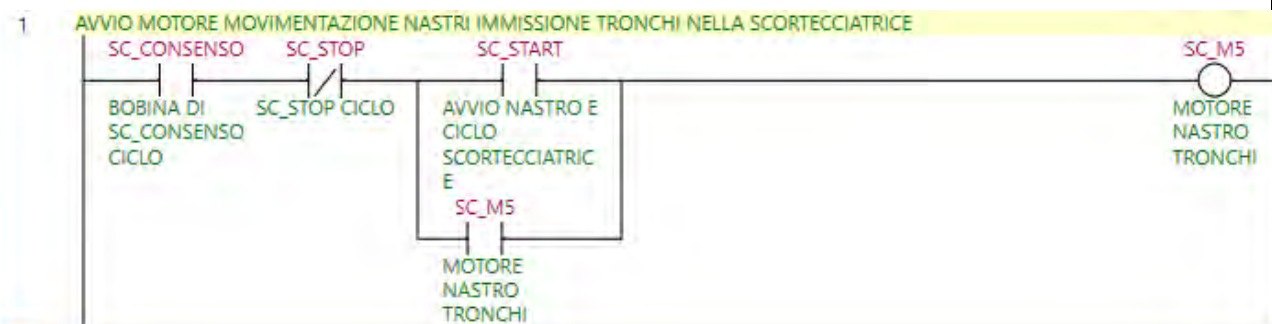 1
AVVIO MOTORE MOVIMENTAZIONE NASTRI IMMISSIONE TRONCHI NELLA SCORTECCIATRICE
SC_CONSENSO SC_STOP SC_START SC_M5
BOBINA DI SC_CONSENSO CICLO
SC_STOP CICLO
AVVIO NASTRO E
CICLO
SCORTECCIATRIC
E
MOTORE
NASTRO
TRONCHI
SC_M5
MOTORE
NASTRO
TRONCHI